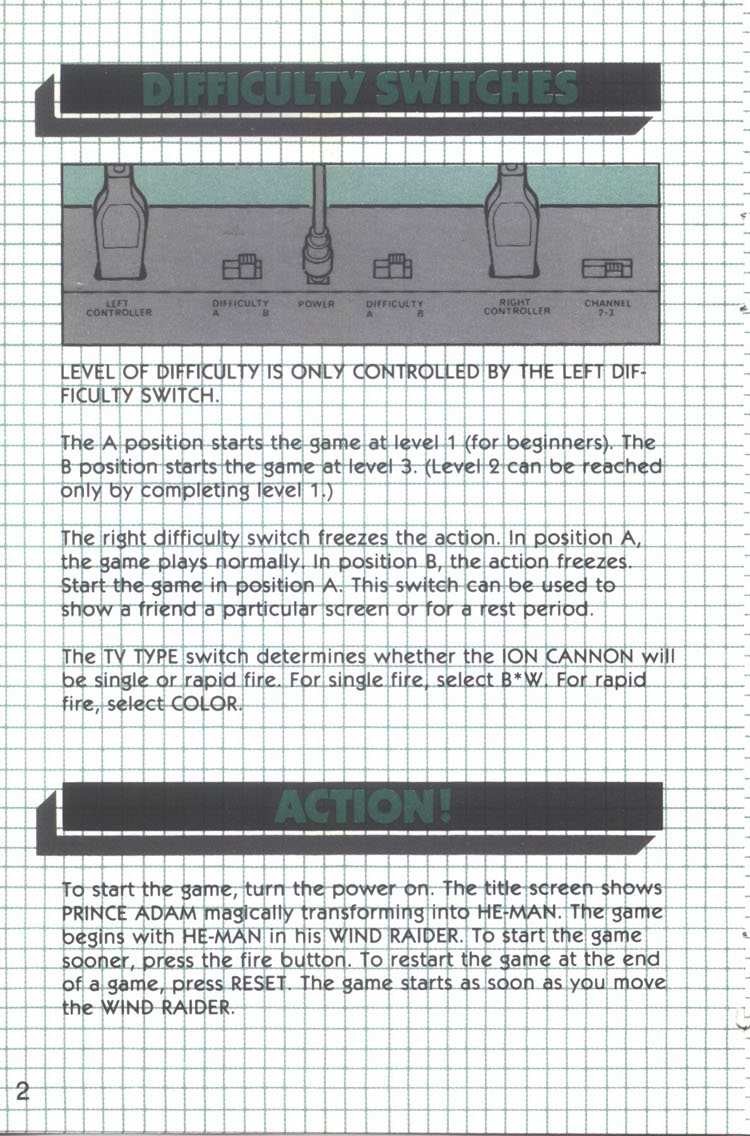 DIFFICULTY SWITCHES
LEFT CONTROLLER
DIFFICULTY A B
POWER
DIFFICULTY A B
RIGHT CONTROLLER
CHANNEL 2-3
LEVEL OF DIFFICULTY IS ONLY CONTROLLED BY THE LEFT DIF-
FICULTY SWITCH.
The A position starts the game at level 1 (for beginners). The
B position starts the game at level 3. (Level 2 can be reached
only by completing level 1.)
The right difficulty switch freezes the action. In position A,
the game plays normally. In position B, the action freezes.
Start the game in position A. This switch can be used to
show a friend a particular screen or for a rest period.
The TV TYPE switch determines whether the ION CANNON will
be single or rapid fire. For single fire, select B*W. For rapid
fire, select COLOR.
ACTION!
To start the game, turn the power on. The title screen shows
PRINCE ADAM magically transforming into HE-MAN. The game
begins with HE-MAN in his WIND RAIDER. To start the game
sooner, press the fire button. To restart the game at the end
of a game, press RESET. The game starts as soon as you move
the WIND RAIDER.
2